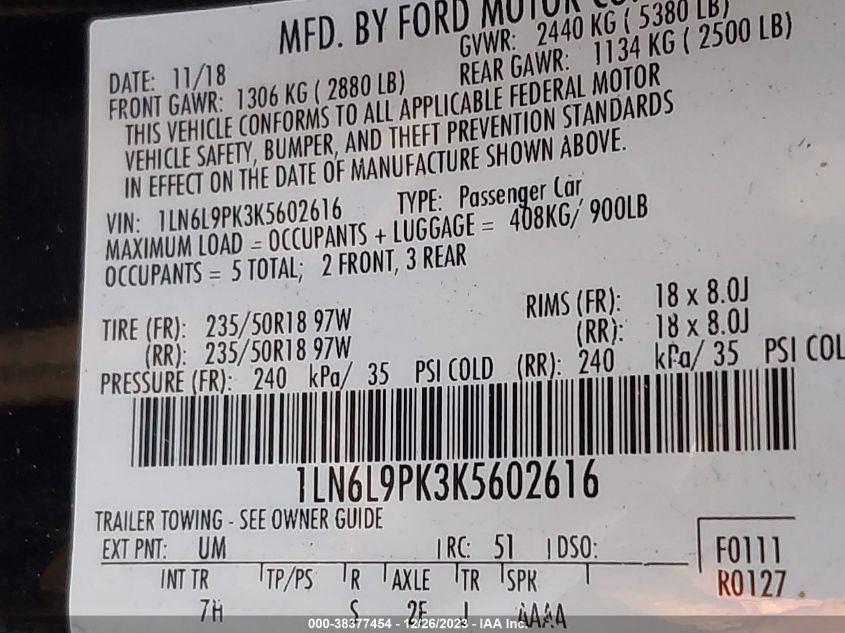 MFD. BY FORD MOTOR
GVWR: 2440 KG ( 5380 LB)
DATE: 11/18
REAR GAWR: 1134 KG ( 2500 LB)
FRONT GAWR: 1306 KG ( 2880 LB)
THIS VEHICLE CONFORMS TO ALL APPLICABLE FEDERAL MOTOR
VEHICLE SAFETY, BUMPER, AND THEFT PREVENTION STANDARDS
IN EFFECT ON THE DATE OF MANUFACTURE SHOWN ABOVE.
VIN: 1LN6L9PK3K5602616 TYPE: Passenger Car
MAXIMUM LOAD = OCCUPANTS + LUGGAGE = 408KG/ 900LB
OCCUPANTS = 5 TOTAL; 2 FRONT, 3 REAR
TIRE (FR): 235/50R18 97W RIMS (FR): 18 x 8.0J
(RR): 235/50R18 97W (RR): 18 x 8.0J
PRESSURE (FR): 240 kPa/ 35 PSI COLD (RR): 240 kPa/ 35 PSI COL
1LN6L9PK3K5602616
TRAILER TOWING - SEE OWNER GUIDE
EXT PNT: UM RC: 51 DSO: F0111
INT TR TP/PS R AXLE TR SPK R0127
7H S 2E AAAA
000-38377454 - 12/26/2023 - IAA Inc.